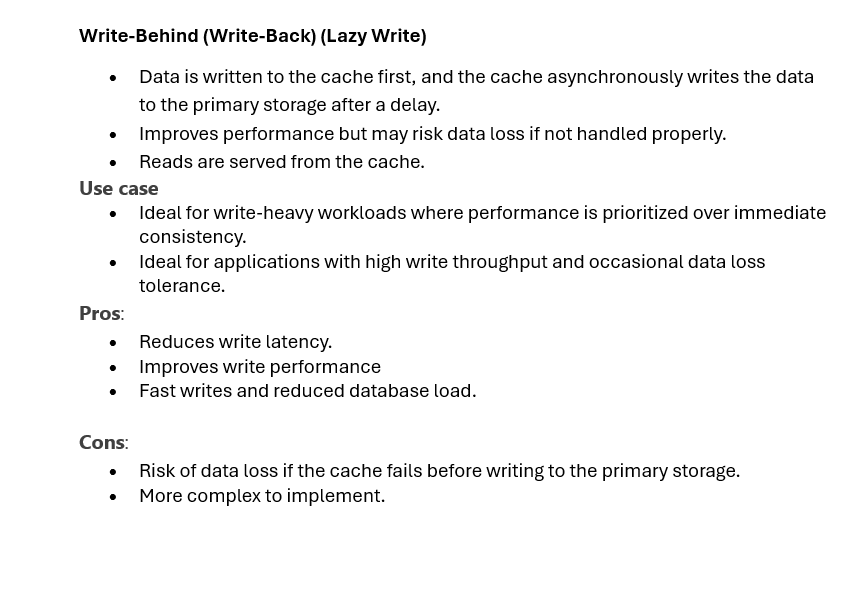 Write-Behind (Write-Back) (Lazy Write)
• Data is written to the cache first, and the cache asynchronously writes the data
to the primary storage after a delay.
• Improves performance but may risk data loss if not handled properly.
• Reads are served from the cache.
Use case
• Ideal for write-heavy workloads where performance is prioritized over immediate
consistency.
• Ideal for applications with high write throughput and occasional data loss
tolerance.
Pros:
• Reduces write latency.
• Improves write performance
• Fast writes and reduced database load.
Cons:
• Risk of data loss if the cache fails before writing to the primary storage.
• More complex to implement.